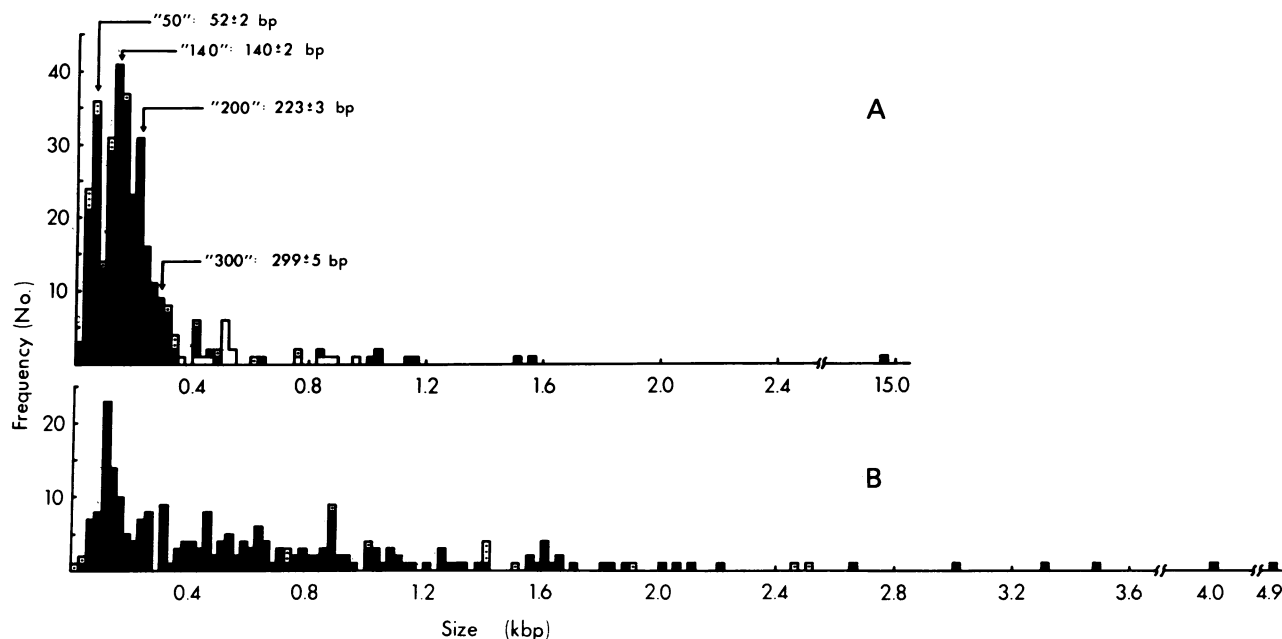 "50": 52±2 bp
"140": 140±2 bp
"200": 223±3 bp
"300": 299±5 bp
A
40
30
20
10
0.4 0.8 1.2 1.6 2.0 2.4 15.0
Frequency (No.)
B
20
10
0.4 0.8 1.2 1.6 2.0 2.4 2.8 3.2 3.6 4.0 4.9
Size (kbp)